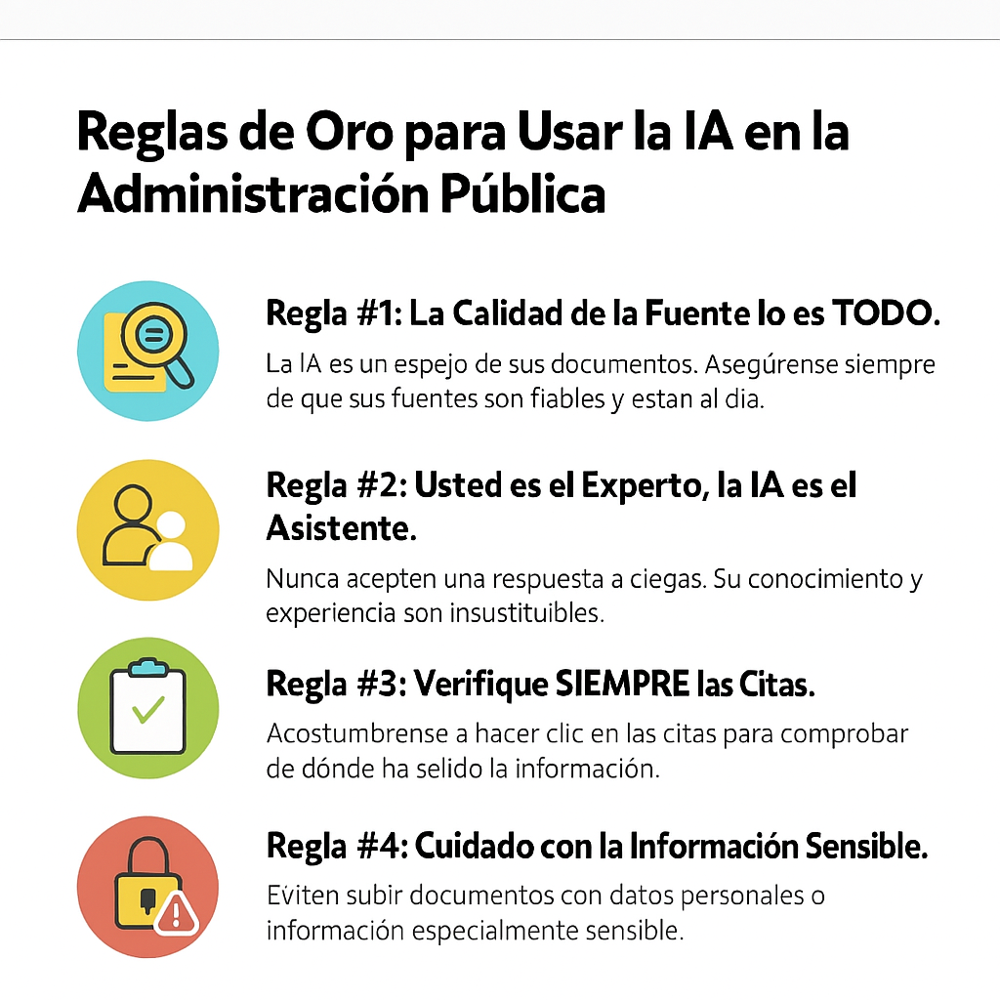 Reglas de Oro para Usar la IA en la
Administración Pública
Regla #1: La Calidad de la Fuente lo es TODO.
La IA es un espejo de sus documentos. Asegúrense siempre
de que sus fuentes son fiables y estan al dia.
Regla #2: Usted es el Experto, la IA es el
Asistente.
Nunca acepten una respuesta a ciegas. Su conocimiento y
experiencia son insustituibles.
Regla #3: Verifique SIEMPRE las Citas.
Acostumbrense a hacer clic en las citas para comprobar
de dónde ha selido la información.
Regla #4: Cuidado con la Información Sensible.
Eviten subir documentos con datos personales o
información especialmente sensible.